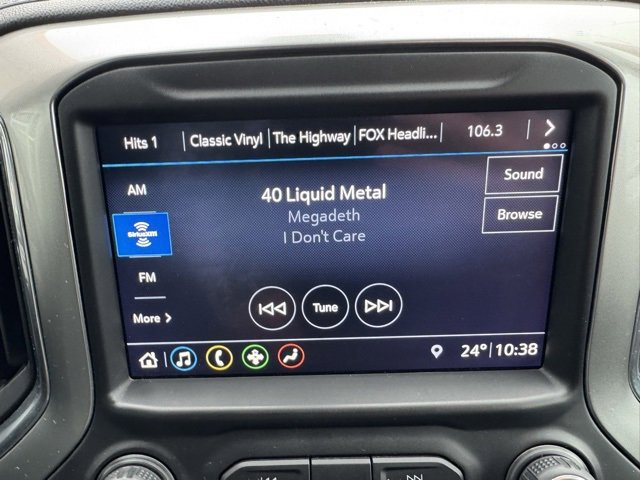 Hits 1 Classic Vinyl The Highway FOX Headli... 106.3
AM
SiriusXM
FM
More
40 Liquid Metal
Megadeth
I Don't Care
Sound
Browse
Tune
24° 10:38